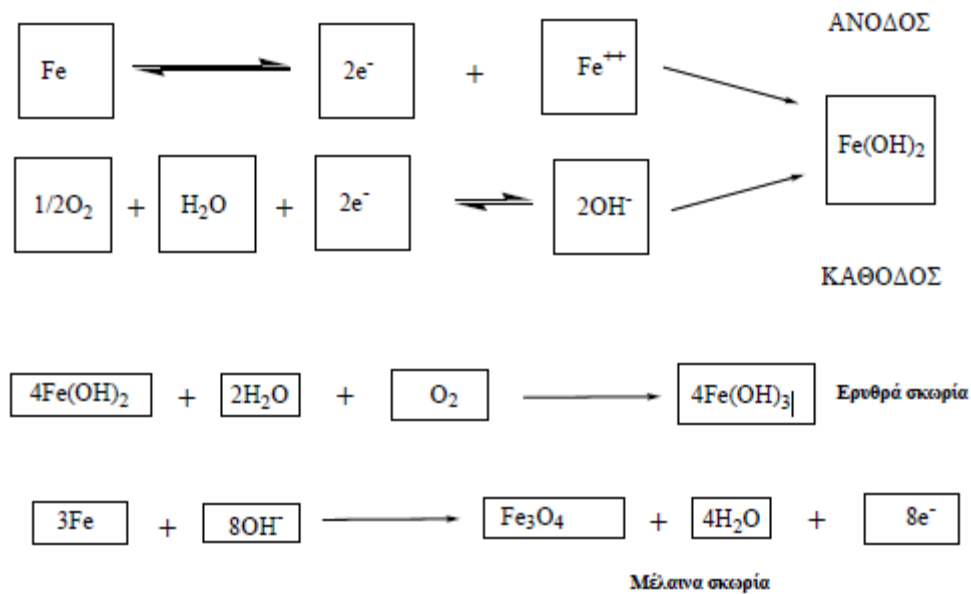 ΑΝΟΔΟΣ
Fe ⇌ 2e⁻ + Fe⁺⁺
Fe(OH)₂
1/2O₂ + H₂O + 2e⁻ ⇌ 2OH⁻
ΚΑΘΟΔΟΣ
4Fe(OH)₂ + 2H₂O + O₂ → 4Fe(OH)₃ Ερυθρά σκωρία
3Fe + 8OH⁻ → Fe₃O₄ + 4H₂O + 8e⁻
Μέλαινα σκωρία